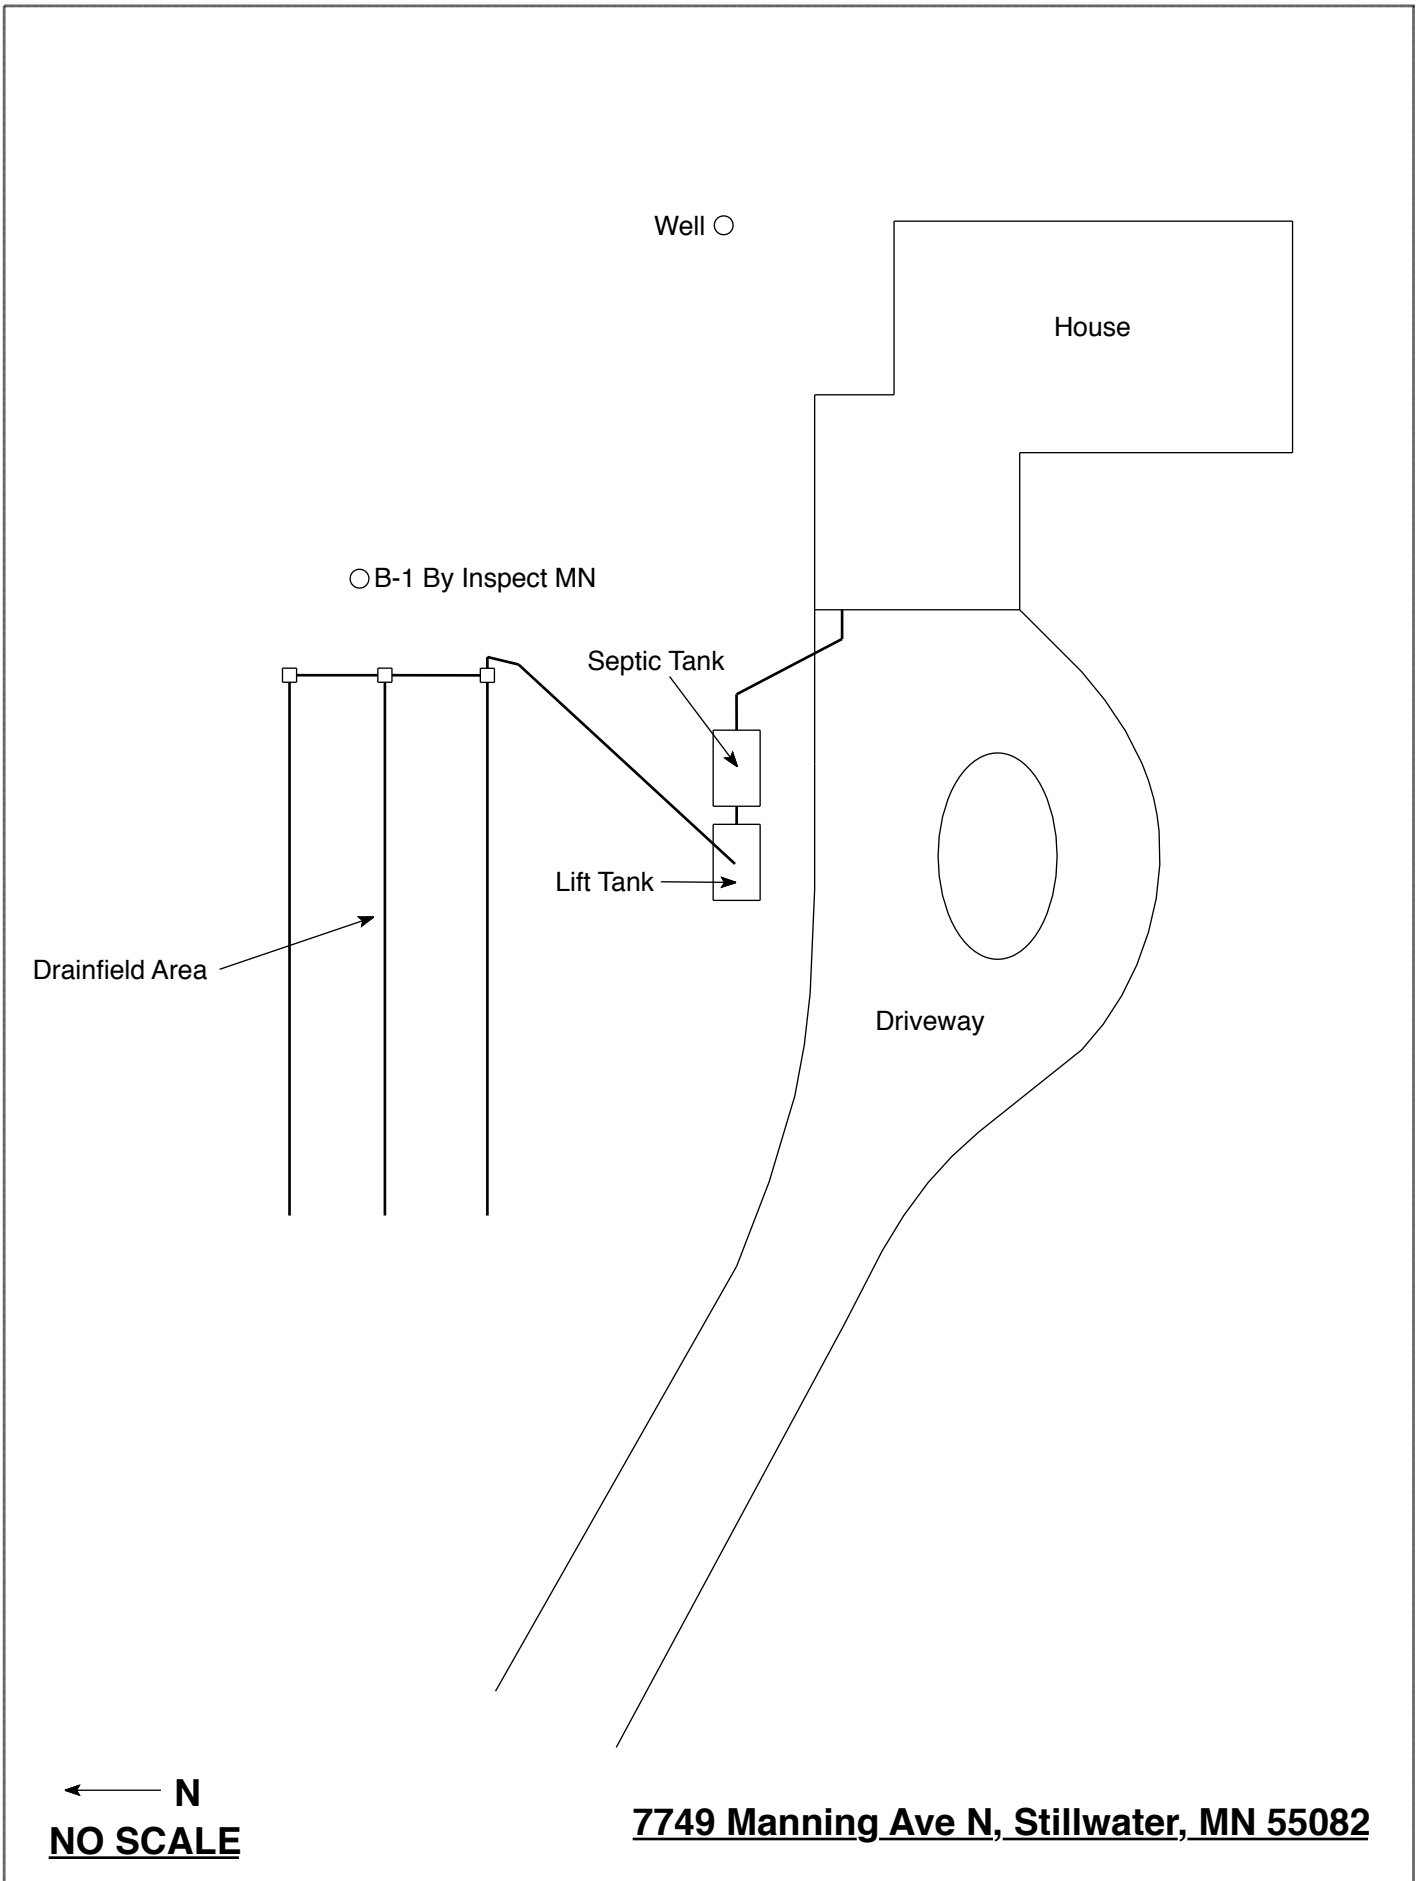 Well
House
B-1 By Inspect MN
Septic Tank
Lift Tank
Drainfield Area
Driveway
N
NO SCALE
7749 Manning Ave N, Stillwater, MN 55082